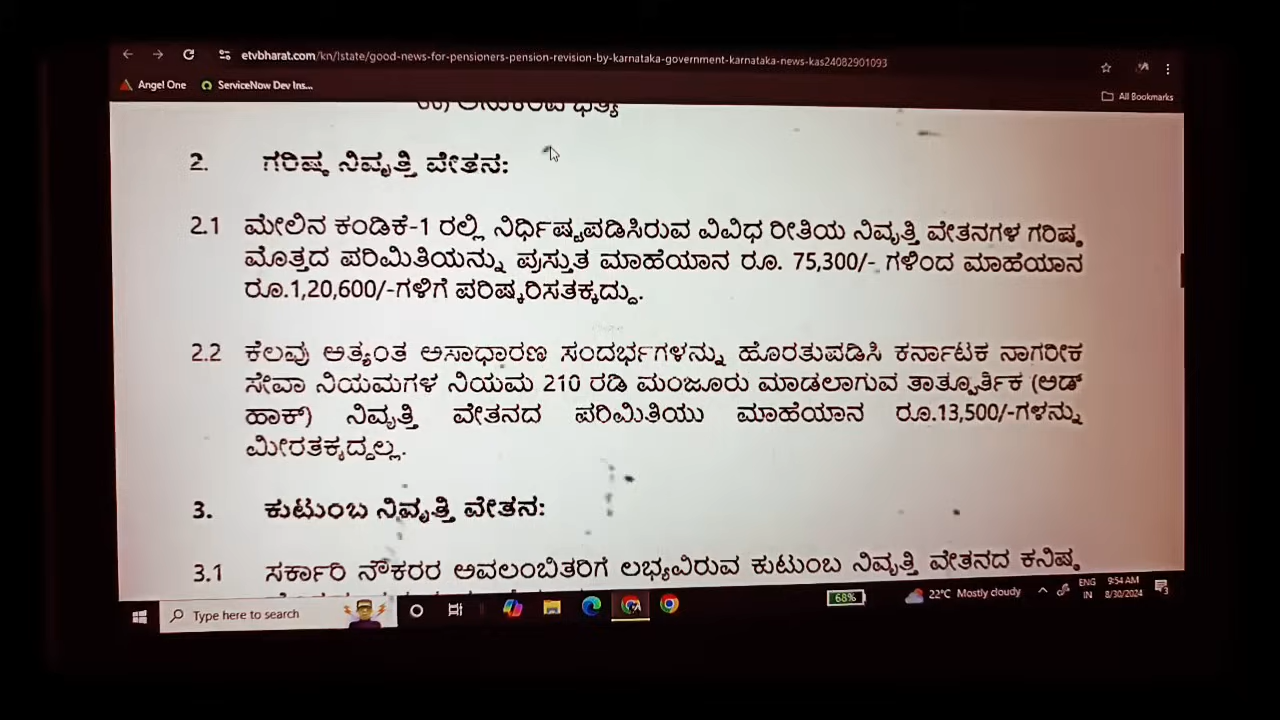 etvbharat.com/kn/!state/good-news-for-pensioners-pension-revision-by-karnataka-government-karnataka-news-kas24082901093
Angel One ServiceNow Dev Ins...
All Bookmarks
2. ಗರಿಷ್ಠ ನಿವೃತ್ತಿ ವೇತನ:
2.1 ಮೇಲಿನ ಕಂಡಿಕೆ-1 ರಲ್ಲಿ ನಿರ್ಧಿಷ್ಟಪಡಿಸಿರುವ ವಿವಿಧ ರೀತಿಯ ನಿವೃತ್ತಿ ವೇತನಗಳ ಗರಿಷ್ಠ
ಮೊತ್ತದ ಪರಿಮಿತಿಯನ್ನು ಪ್ರಸ್ತುತ ಮಾಹೆಯಾನ ರೂ. 75,300/- ಗಳಿಂದ ಮಾಹೆಯಾನ
ರೂ.1,20,600/-ಗಳಿಗೆ ಪರಿಷ್ಕರಿಸತಕ್ಕದ್ದು.
2.2 ಕೆಲವು ಅತ್ಯಂತ ಅಸಾಧಾರಣ ಸಂದರ್ಭಗಳನ್ನು ಹೊರತುಪಡಿಸಿ ಕರ್ನಾಟಕ ನಾಗರೀಕ
ಸೇವಾ ನಿಯಮಗಳ ನಿಯಮ 210 ರಡಿ ಮಂಜೂರು ಮಾಡಲಾಗುವ ತಾತ್ಪೂರ್ತಿಕ (ಆಡ್
ಹಾಕ್) ನಿವೃತ್ತಿ ವೇತನದ ಪರಿಮಿತಿಯು ಮಾಹೆಯಾನ ರೂ.13,500/-ಗಳನ್ನು
ಮೀರತಕ್ಕದ್ದಲ್ಲ.
3. ಕುಟುಂಬ ನಿವೃತ್ತಿ ವೇತನ:
3.1 ಸರ್ಕಾರಿ ನೌಕರರ ಅವಲಂಬಿತರಿಗೆ ಲಭ್ಯವಿರುವ ಕುಟುಂಬ ನಿವೃತ್ತಿ ವೇತನದ ಕನಿಷ್ಠ
Type here to search 68% 22°C Mostly cloudy ENG IN 9:54 AM 8/30/2024